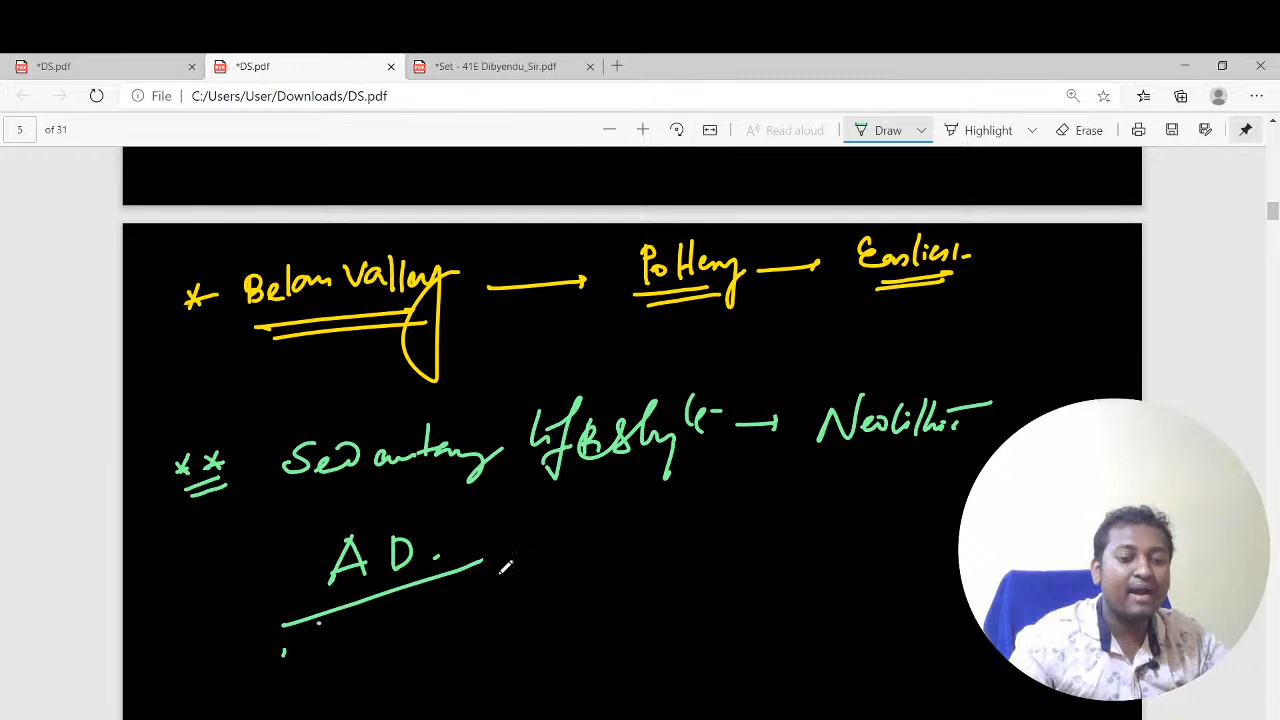 *DS.pdf *DS.pdf *Set - 41E Dibyendu_Sir.pdf
File C:/Users/User/Downloads/DS.pdf
5 of 31 Read aloud Draw Highlight Erase
* Belan Valley → Pottery → Earliest
** Sedantary lifestyle → Neolithic
A D.